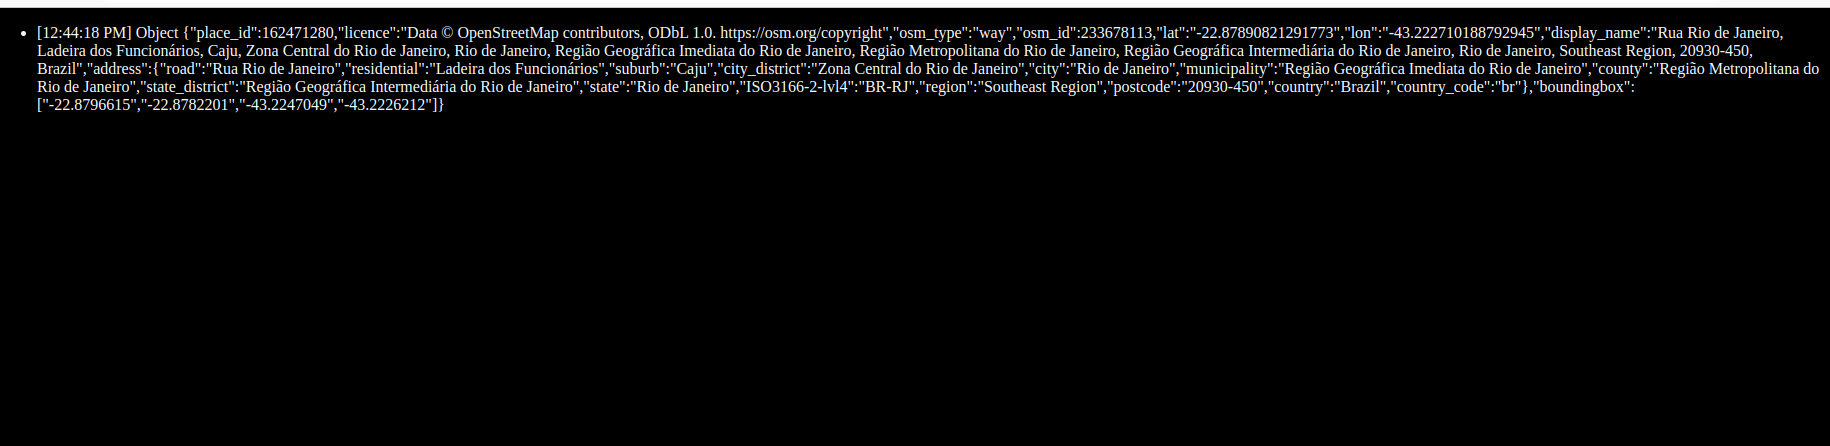 [12:44:18 PM] Object {"place_id":162471280,"licence":"Data © OpenStreetMap contributors, ODbL 1.0. https://osm.org/copyright","osm_type":"way","osm_id":233678113,"lat":"-22.87890821291773","lon":"-43.222710188792945","display_name":"Rua Rio de Janeiro,
Ladeira dos Funcionários, Caju, Zona Central do Rio de Janeiro, Rio de Janeiro, Região Geográfica Imediata do Rio de Janeiro, Região Metropolitana do Rio de Janeiro, Região Geográfica Intermediária do Rio de Janeiro, Rio de Janeiro, Southeast Region, 20930-450,
Brazil","address":{"road":"Rua Rio de Janeiro","residential":"Ladeira dos Funcionários","suburb":"Caju","city_district":"Zona Central do Rio de Janeiro","city":"Rio de Janeiro","municipality":"Região Geográfica Imediata do Rio de Janeiro","county":"Região Metropolitana do
Rio de Janeiro","state_district":"Região Geográfica Intermediária do Rio de Janeiro","state":"Rio de Janeiro","ISO3166-2-lvl4":"BR-RJ","region":"Southeast Region","postcode":"20930-450","country":"Brazil","country_code":"br"},"boundingbox":
["-22.8796615","-22.8782201","-43.2247049","-43.2226212"]}